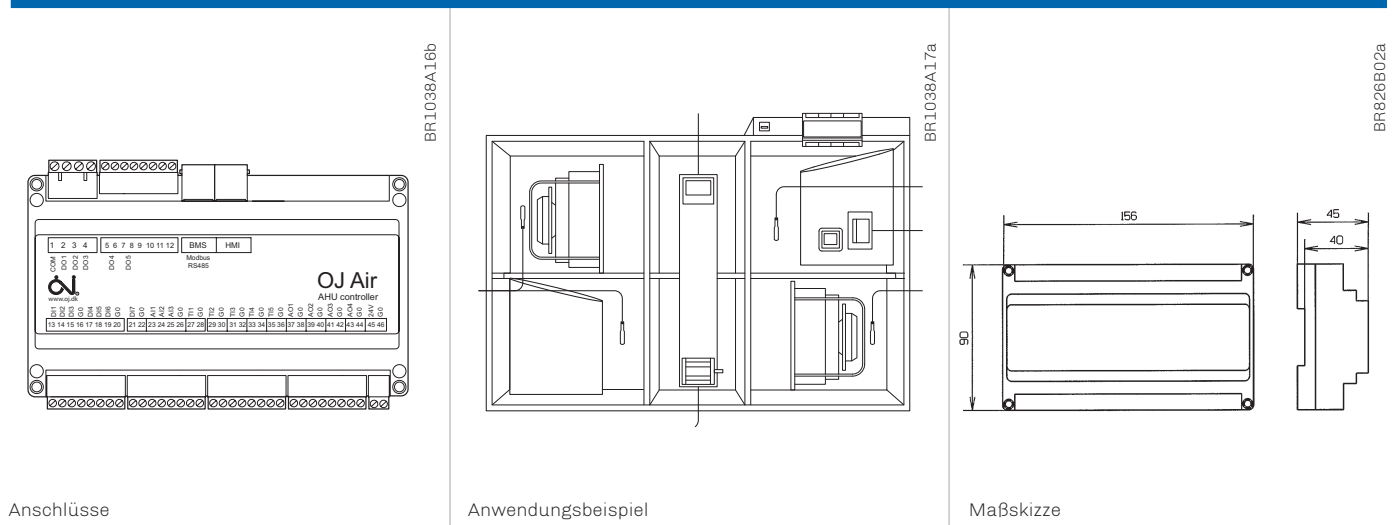 BR1038A16b
1 2 3 4 5 6 7 8 9 10 11 12 BMS HMI
COM DO1 DO2 DO3 DO4 DO5 Modbus RS485
www.oj.dk
OJ Air
AHU controller
DI1 DI2 DI3 G0 DI4 DI5 DI6 G0 DI7 G0 AI1 AI2 AI3 G0 TI1 G0 TI2 G0 TI3 G0 TI4 G0 TI5 G0 AO1 G0 AO2 G0 AO3 G0 AO4 G0 24V G0
13 14 15 16 17 18 19 20 21 22 23 24 25 26 27 28 29 30 31 32 33 34 35 36 37 38 39 40 41 42 43 44 45 46
Anschlüsse
BR1038A17a
Anwendungsbeispiel
BR826B02a
156
45
40
90
Maßskizze